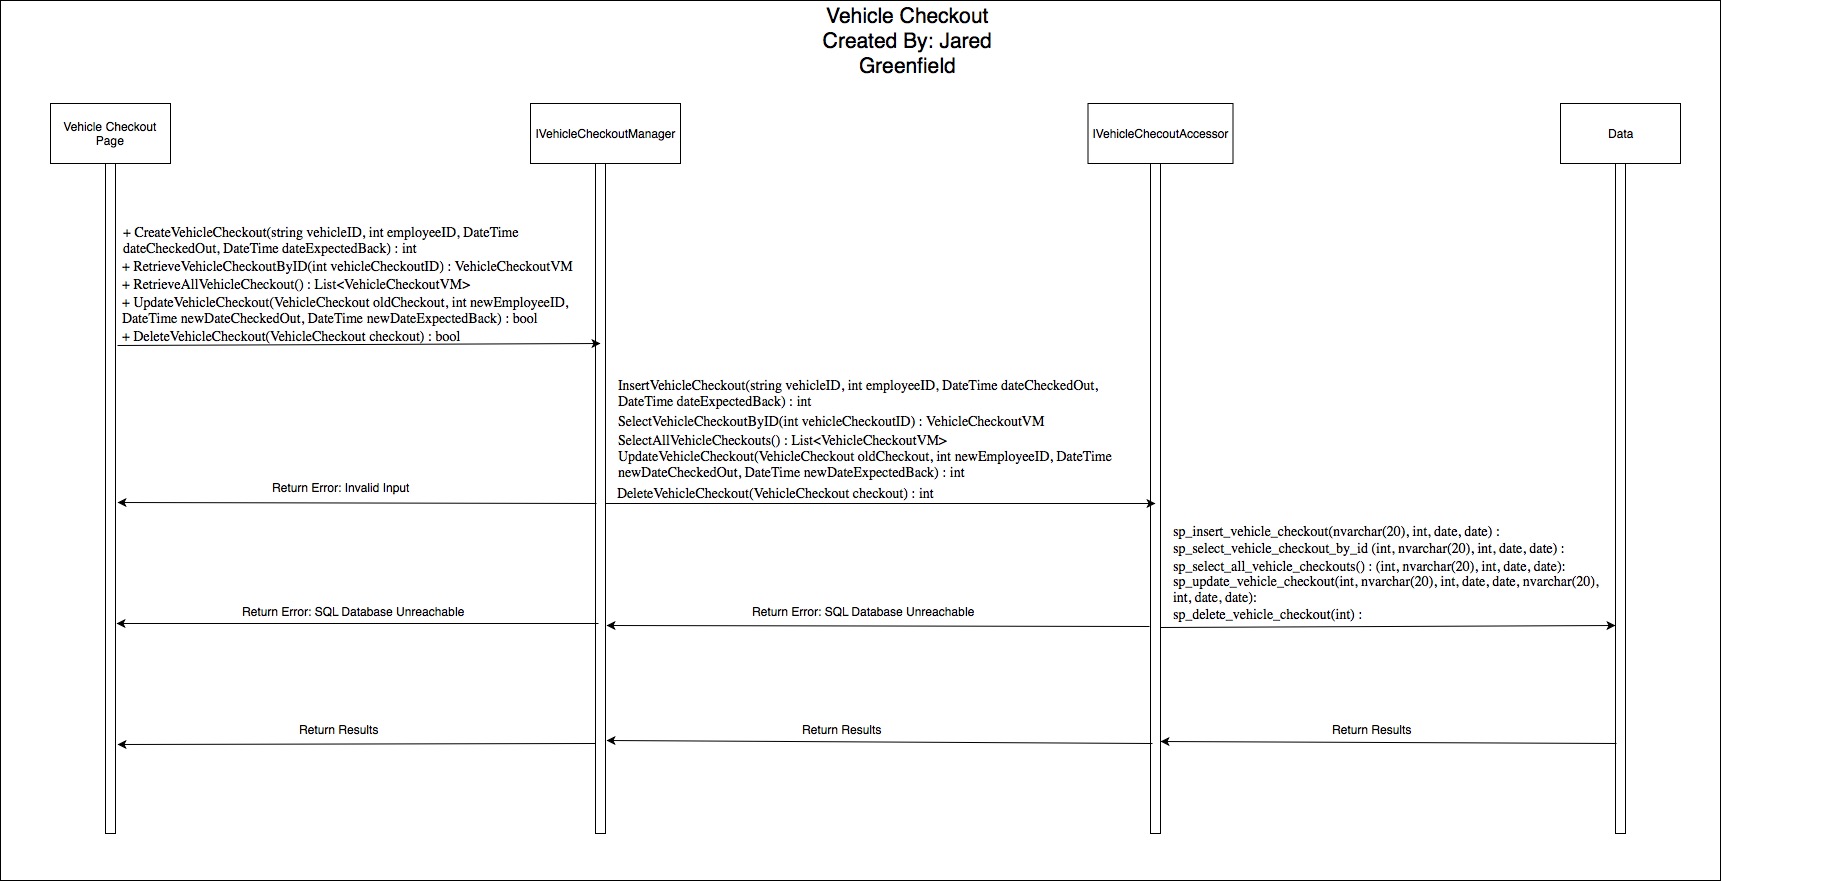 Vehicle Checkout
Created By: Jared
Greenfield
Vehicle Checkout
Page
IVehicleCheckoutManager
IVehicleChecoutAccessor
Data
+ CreateVehicleCheckout(string vehicleID, int employeeID, DateTime
dateCheckedOut, DateTime dateExpectedBack) : int
+ RetrieveVehicleCheckoutByID(int vehicleCheckoutID) : VehicleCheckoutVM
+ RetrieveAllVehicleCheckout() : List<VehicleCheckoutVM>
+ UpdateVehicleCheckout(VehicleCheckout oldCheckout, int newEmployeeID,
DateTime newDateCheckedOut, DateTime newDateExpectedBack) : bool
+ DeleteVehicleCheckout(VehicleCheckout checkout) : bool
InsertVehicleCheckout(string vehicleID, int employeeID, DateTime dateCheckedOut,
DateTime dateExpectedBack) : int
SelectVehicleCheckoutByID(int vehicleCheckoutID) : VehicleCheckoutVM
SelectAllVehicleCheckouts() : List<VehicleCheckoutVM>
UpdateVehicleCheckout(VehicleCheckout oldCheckout, int newEmployeeID, DateTime
newDateCheckedOut, DateTime newDateExpectedBack) : int
DeleteVehicleCheckout(VehicleCheckout checkout) : int
Return Error: Invalid Input
sp_insert_vehicle_checkout(nvarchar(20), int, date, date) :
sp_select_vehicle_checkout_by_id (int, nvarchar(20), int, date, date) :
sp_select_all_vehicle_checkouts() : (int, nvarchar(20), int, date, date):
sp_update_vehicle_checkout(int, nvarchar(20), int, date, date, nvarchar(20),
int, date, date):
sp_delete_vehicle_checkout(int) :
Return Error: SQL Database Unreachable
Return Error: SQL Database Unreachable
Return Results
Return Results
Return Results